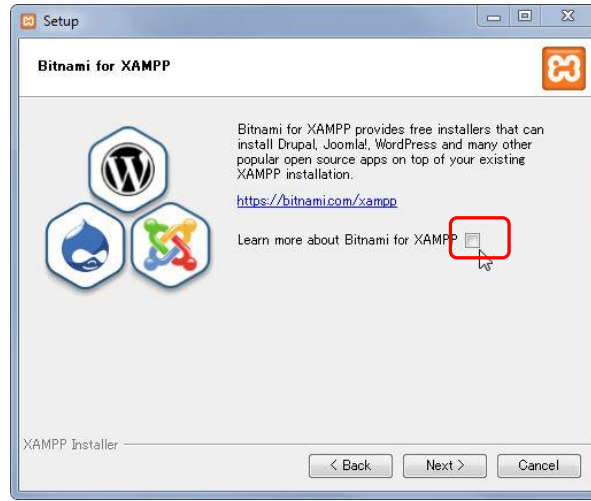 Setup
Bitnami for XAMPP
Bitnami for XAMPP provides free installers that can
install Drupal, Joomla!, WordPress and many other
popular open source apps on top of your existing
XAMPP installation.
https://bitnami.com/xampp
Learn more about Bitnami for XAMPP
XAMPP Installer
< Back
Next >
Cancel